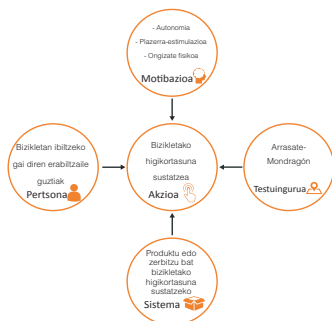 - Autonomia
- Plazerra-estimulazioa
- Ongizate fisikoa
Motibazioa
Bizikletan ibiltzeko
gai diren erabiltzaile
guztiak
Pertsona
Bizikletako
higikortasuna
sustatzea
Akzioa
Arrasate-
Mondragón
Testuingurua
Produktu edo
zerbitzu bat
bizikletako
higikortasuna
sustatzeko
Sistema